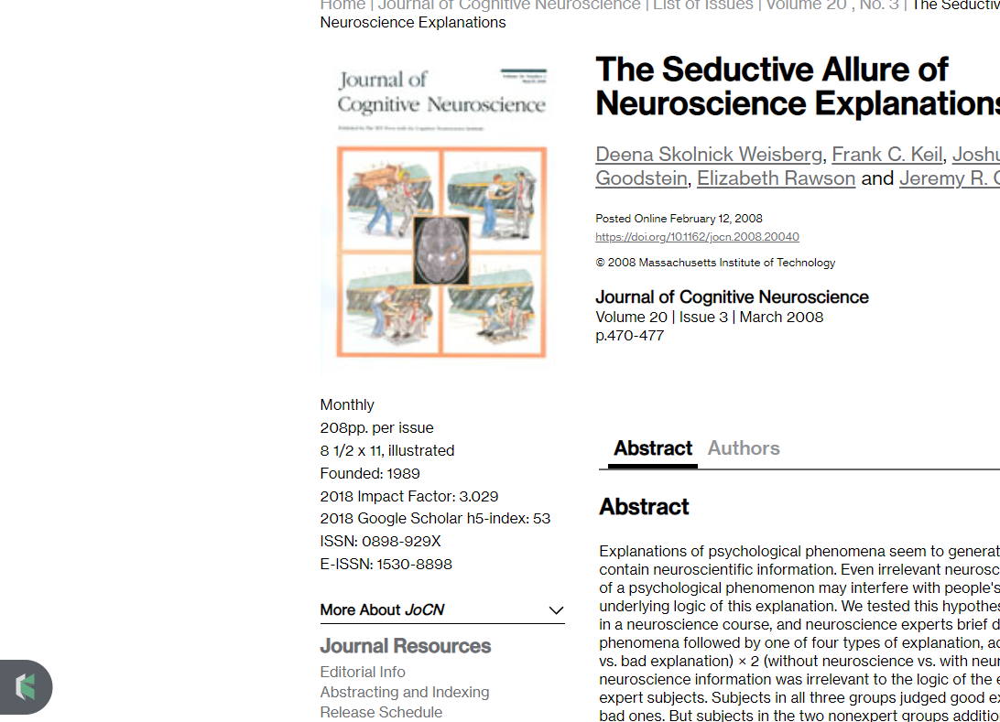 Home | Journal of Cognitive Neuroscience | List of Issues | Volume 20 , No. 3 | The Seductiv
Neuroscience Explanations
Journal of
Cognitive Neuroscience
The Seductive Allure of
Neuroscience Explanations
Deena Skolnick Weisberg, Frank C. Keil, Joshu
Goodstein, Elizabeth Rawson and Jeremy R. G
Posted Online February 12, 2008
https://doi.org/10.1162/jocn.2008.20040
© 2008 Massachusetts Institute of Technology
Journal of Cognitive Neuroscience
Volume 20 | Issue 3 | March 2008
p.470-477
Monthly
208pp. per issue
8 1/2 x 11, illustrated
Founded: 1989
2018 Impact Factor: 3.029
2018 Google Scholar h5-index: 53
ISSN: 0898-929X
E-ISSN: 1530-8898
More About JoCN
Journal Resources
Editorial Info
Abstracting and Indexing
Release Schedule
Abstract Authors
Abstract
Explanations of psychological phenomena seem to generat
contain neuroscientific information. Even irrelevant neurosc
of a psychological phenomenon may interfere with people's
underlying logic of this explanation. We tested this hypothes
in a neuroscience course, and neuroscience experts brief d
phenomena followed by one of four types of explanation, ac
vs. bad explanation) × 2 (without neuroscience vs. with neur
neuroscience information was irrelevant to the logic of the e
expert subjects. Subjects in all three groups judged good ex
bad ones. But subjects in the two nonexpert groups additio